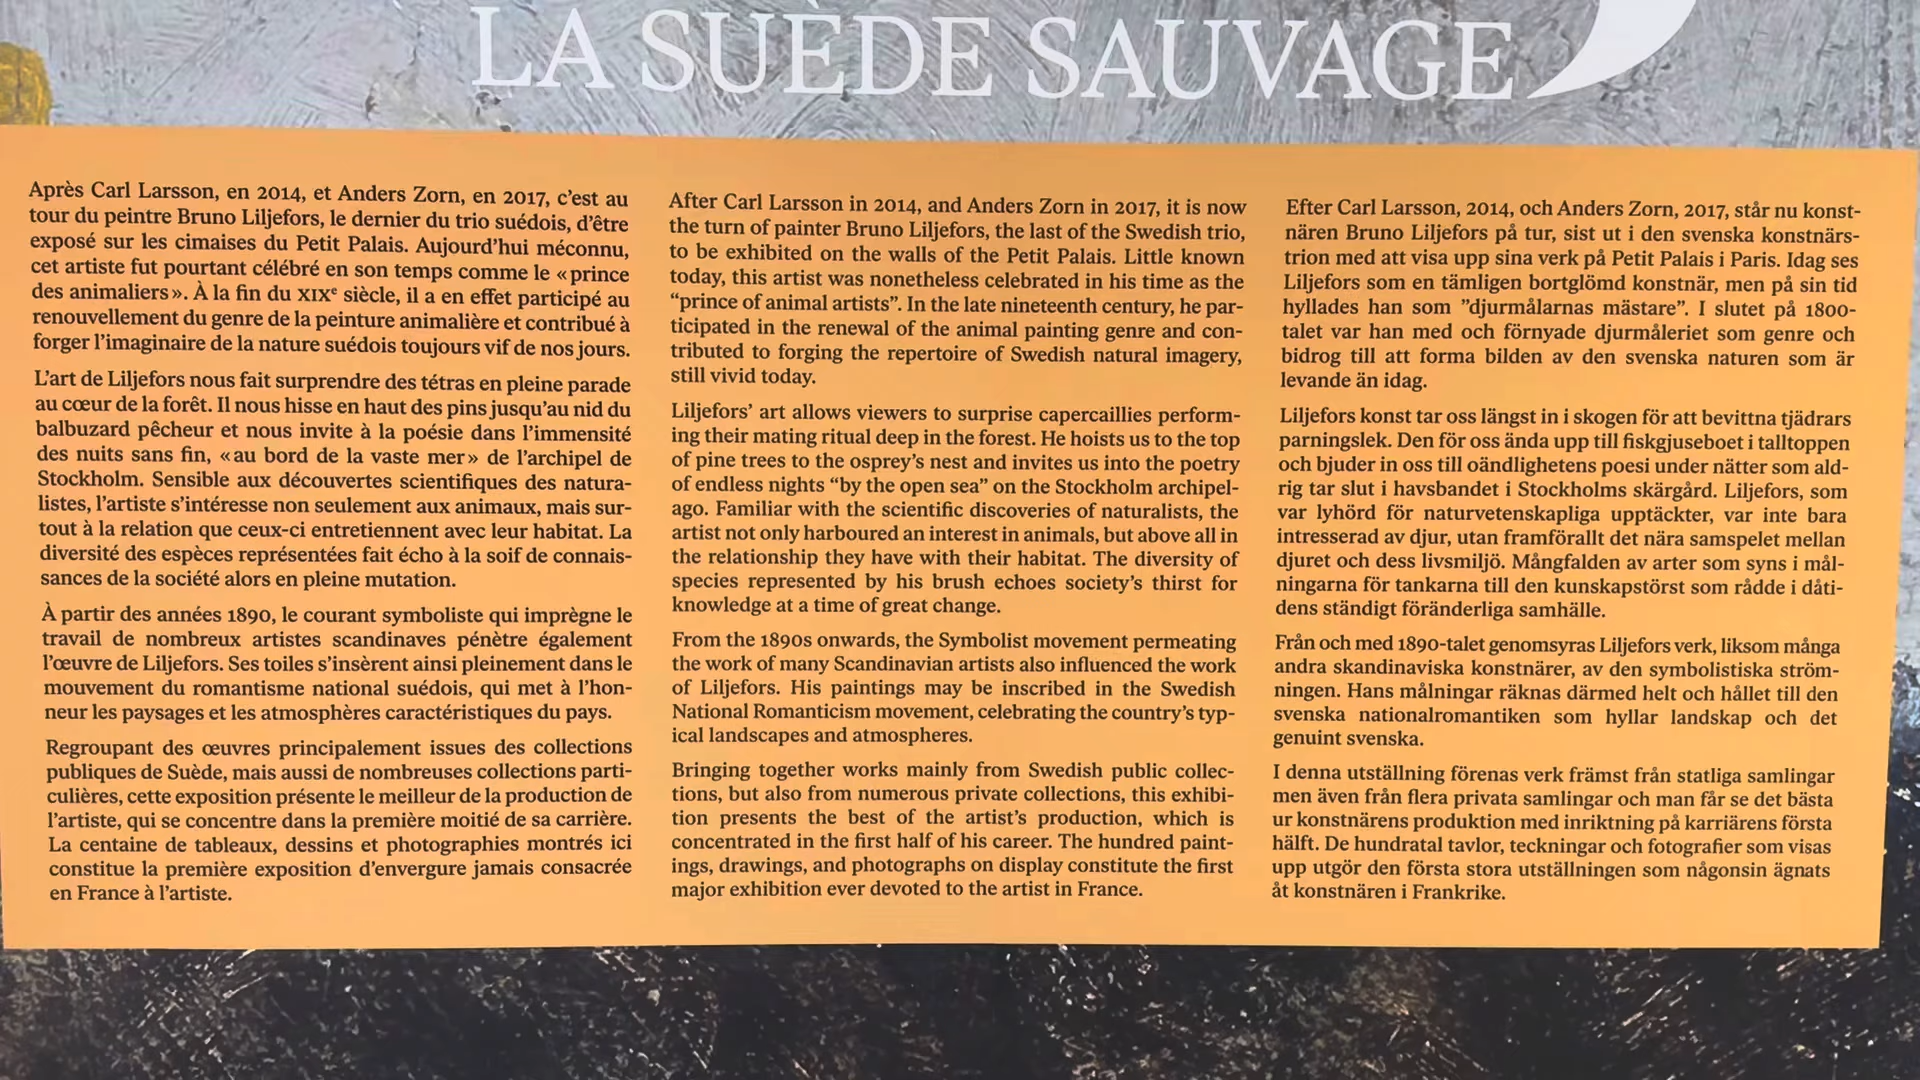 LA SUÈDE SAUVAGE
Après Carl Larsson, en 2014, et Anders Zorn, en 2017, c’est au
tour du peintre Bruno Liljefors, le dernier du trio suédois, d’être
exposé sur les cimaises du Petit Palais. Aujourd’hui méconnu,
cet artiste fut pourtant célébré en son temps comme le « prince
des animaliers ». À la fin du XIXe siècle, il a en effet participé au
renouvellement du genre de la peinture animalière et contribué à
forger l’imaginaire de la nature suédois toujours vif de nos jours.
L’art de Liljefors nous fait surprendre des tétras en pleine parade
au cœur de la forêt. Il nous hisse en haut des pins jusqu’au nid du
balbuzard pêcheur et nous invite à la poésie dans l’immensité
des nuits sans fin, « au bord de la vaste mer » de l’archipel de
Stockholm. Sensible aux découvertes scientifiques des natura-
listes, l’artiste s’intéresse non seulement aux animaux, mais sur-
tout à la relation que ceux-ci entretiennent avec leur habitat. La
diversité des espèces représentées fait écho à la soif de connais-
sances de la société alors en pleine mutation.
À partir des années 1890, le courant symboliste qui imprègne le
travail de nombreux artistes scandinaves pénètre également
l’œuvre de Liljefors. Ses toiles s’insèrent ainsi pleinement dans le
mouvement du romantisme national suédois, qui met à l’hon-
neur les paysages et les atmosphères caractéristiques du pays.
Regroupant des œuvres principalement issues des collections
publiques de Suède, mais aussi de nombreuses collections parti-
culières, cette exposition présente le meilleur de la production de
l’artiste, qui se concentre dans la première moitié de sa carrière.
La centaine de tableaux, dessins et photographies montrés ici
constitue la première exposition d’envergure jamais consacrée
en France à l’artiste.
After Carl Larsson in 2014, and Anders Zorn in 2017, it is now
the turn of painter Bruno Liljefors, the last of the Swedish trio,
to be exhibited on the walls of the Petit Palais. Little known
today, this artist was nonetheless celebrated in his time as the
“prince of animal artists”. In the late nineteenth century, he par-
ticipated in the renewal of the animal painting genre and con-
tributed to forging the repertoire of Swedish natural imagery,
still vivid today.
Liljefors’ art allows viewers to surprise capercaillies perform-
ing their mating ritual deep in the forest. He hoists us to the top
of pine trees to the osprey’s nest and invites us into the poetry
of endless nights “by the open sea” on the Stockholm archipel-
ago. Familiar with the scientific discoveries of naturalists, the
artist not only harboured an interest in animals, but above all in
the relationship they have with their habitat. The diversity of
species represented by his brush echoes society’s thirst for
knowledge at a time of great change.
From the 1890s onwards, the Symbolist movement permeating
the work of many Scandinavian artists also influenced the work
of Liljefors. His paintings may be inscribed in the Swedish
National Romanticism movement, celebrating the country’s typ-
ical landscapes and atmospheres.
Bringing together works mainly from Swedish public collec-
tions, but also from numerous private collections, this exhibi-
tion presents the best of the artist’s production, which is
concentrated in the first half of his career. The hundred paint-
ings, drawings, and photographs on display constitute the first
major exhibition ever devoted to the artist in France.
Efter Carl Larsson, 2014, och Anders Zorn, 2017, står nu konst-
nären Bruno Liljefors på tur, sist ut i den svenska konstnärs-
trion med att visa upp sina verk på Petit Palais i Paris. Idag ses
Liljefors som en tämligen bortglömd konstnär, men på sin tid
hyllades han som ”djurmålarnas mästare”. I slutet på 1800-
talet var han med och förnyade djurmåleriet som genre och
bidrog till att forma bilden av den svenska naturen som är
levande än idag.
Liljefors konst tar oss längst in i skogen för att bevittna tjädrars
parningslek. Den för oss ända upp till fiskgjuseboet i talltoppen
och bjuder in oss till oändlighetens poesi under nätter som ald-
rig tar slut i havsbandet i Stockholms skärgård. Liljefors, som
var lyhörd för naturvetenskapliga upptäckter, var inte bara
intresserad av djur, utan framförallt det nära samspelet mellan
djuret och dess livsmiljö. Mångfalden av arter som syns i mål-
ningarna för tankarna till den kunskapstörst som rådde i dåti-
dens ständigt föränderliga samhälle.
Från och med 1890-talet genomsyras Liljefors verk, liksom många
andra skandinaviska konstnärer, av den symbolistiska ström-
ningen. Hans målningar räknas därmed helt och hållet till den
svenska nationalromantiken som hyllar landskap och det
genuint svenska.
I denna utställning förenas verk främst från statliga samlingar
men även från flera privata samlingar och man får se det bästa
ur konstnärens produktion med inriktning på karriärens första
hälft. De hundratal tavlor, teckningar och fotografier som visas
upp utgör den första stora utställningen som någonsin ägnats
åt konstnären i Frankrike.